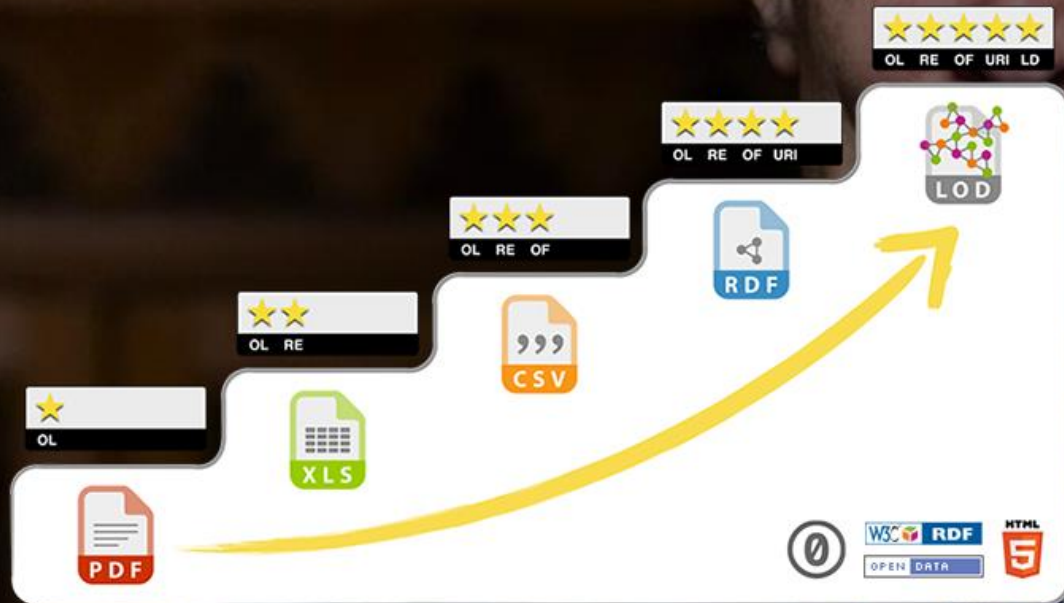 OL RE OF URI LD
LOD
OL RE OF URI
RDF
OL RE OF
,,,
CSV
OL RE
XLS
OL
PDF
0
W3C RDF
OPEN DATA
HTML
5